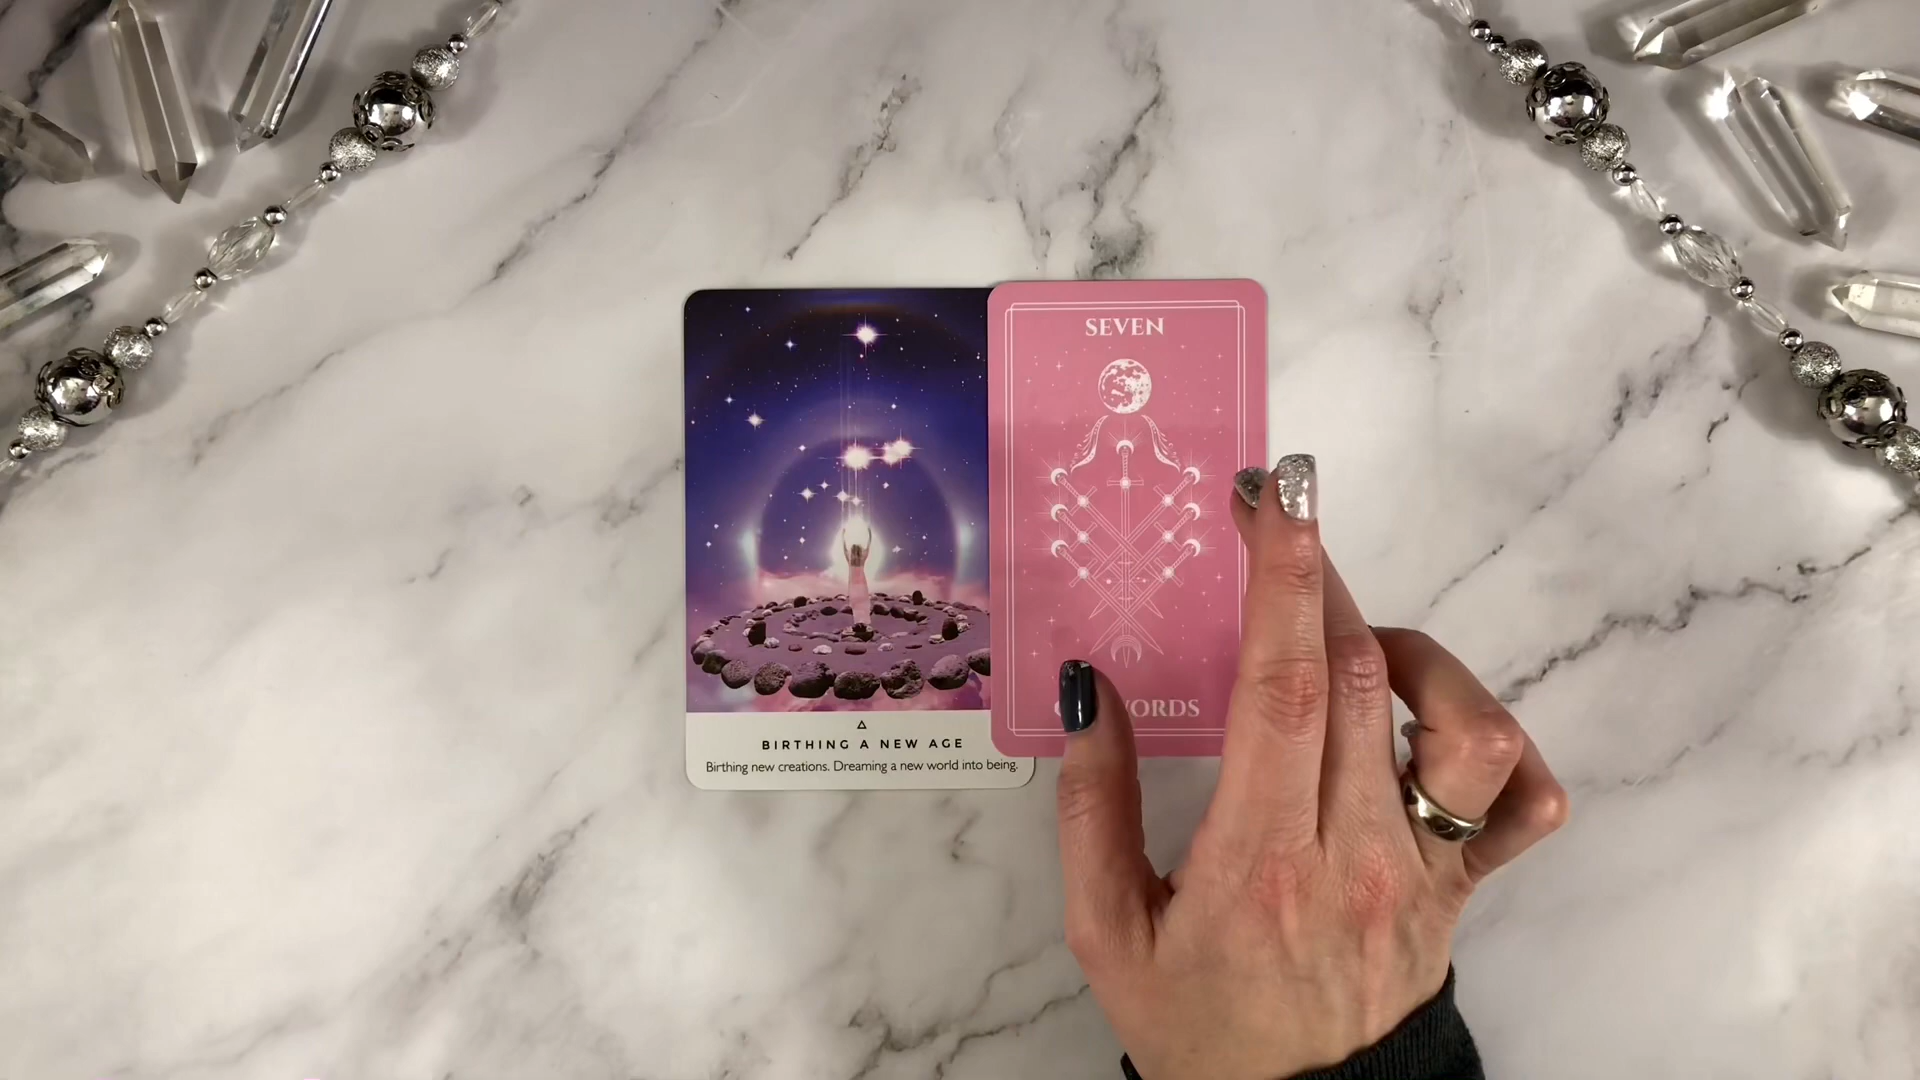 BIRTHING A NEW AGE
Birthing new creations. Dreaming a new world into being.
SEVEN